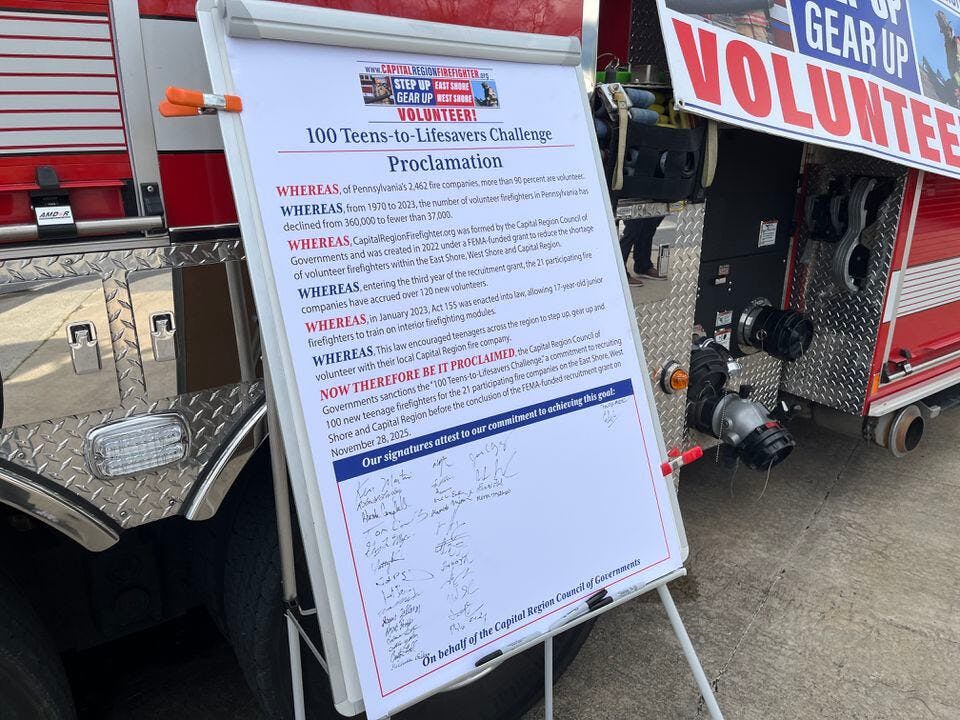 www.CAPITALREGIONFIREFIGHTER.org
STEP UP
GEAR UP
EAST SHORE
WEST SHORE
VOLUNTEER!
100 Teens-to-Lifesavers Challenge
Proclamation
WHEREAS, of Pennsylvania's 2,462 fire companies, more than 90 percent are volunteer.
WHEREAS, from 1970 to 2023, the number of volunteer firefighters in Pennsylvania has
declined from 360,000 to fewer than 37,000.
WHEREAS, CapitalRegionFirefighter.org was formed by the Capital Region Council of
Governments and was created in 2022 under a FEMA-funded grant to reduce the shortage
of volunteer firefighters within the East Shore, West Shore and Capital Region.
WHEREAS, entering the third year of the recruitment grant, the 21 participating fire
companies have accrued over 120 new volunteers.
WHEREAS, in January 2023, Act 155 was enacted into law, allowing 17-year-old junior
firefighters to train on interior firefighting modules.
WHEREAS, This law encouraged teenagers across the region to step up, gear up and
volunteer with their local Capital Region fire company.
NOW THEREFORE BE IT PROCLAIMED, the Capital Region Council of
Governments sanctions the "100 Teens-to-Lifesavers Challenge," a commitment to recruiting
100 new teenage firefighters for the 21 participating fire companies on the East Shore, West
Shore and Capital Region before the conclusion of the FEMA-funded recruitment grant on
November 28, 2025.
Our signatures attest to our commitment to achieving this goal:
On behalf of the Capital Region Council of Governments
UP
GEAR UP
VOLUNTEE
AMDOR